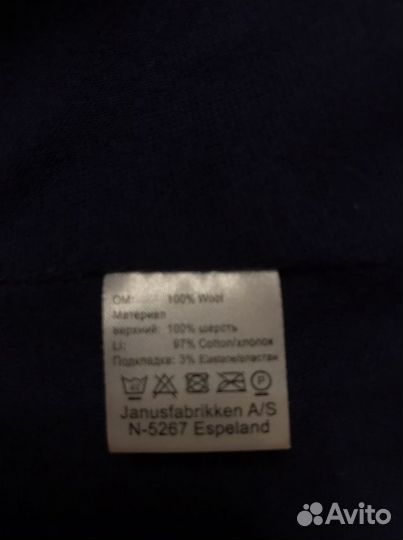 OM: 100% Wool
Материал
верхний: 100% шерсть
Li: 97% Cotton/хлопок
Подкладка: 3% Elastane/эластан
Janusfabrikken A/S
N-5267 Espeland
Avito